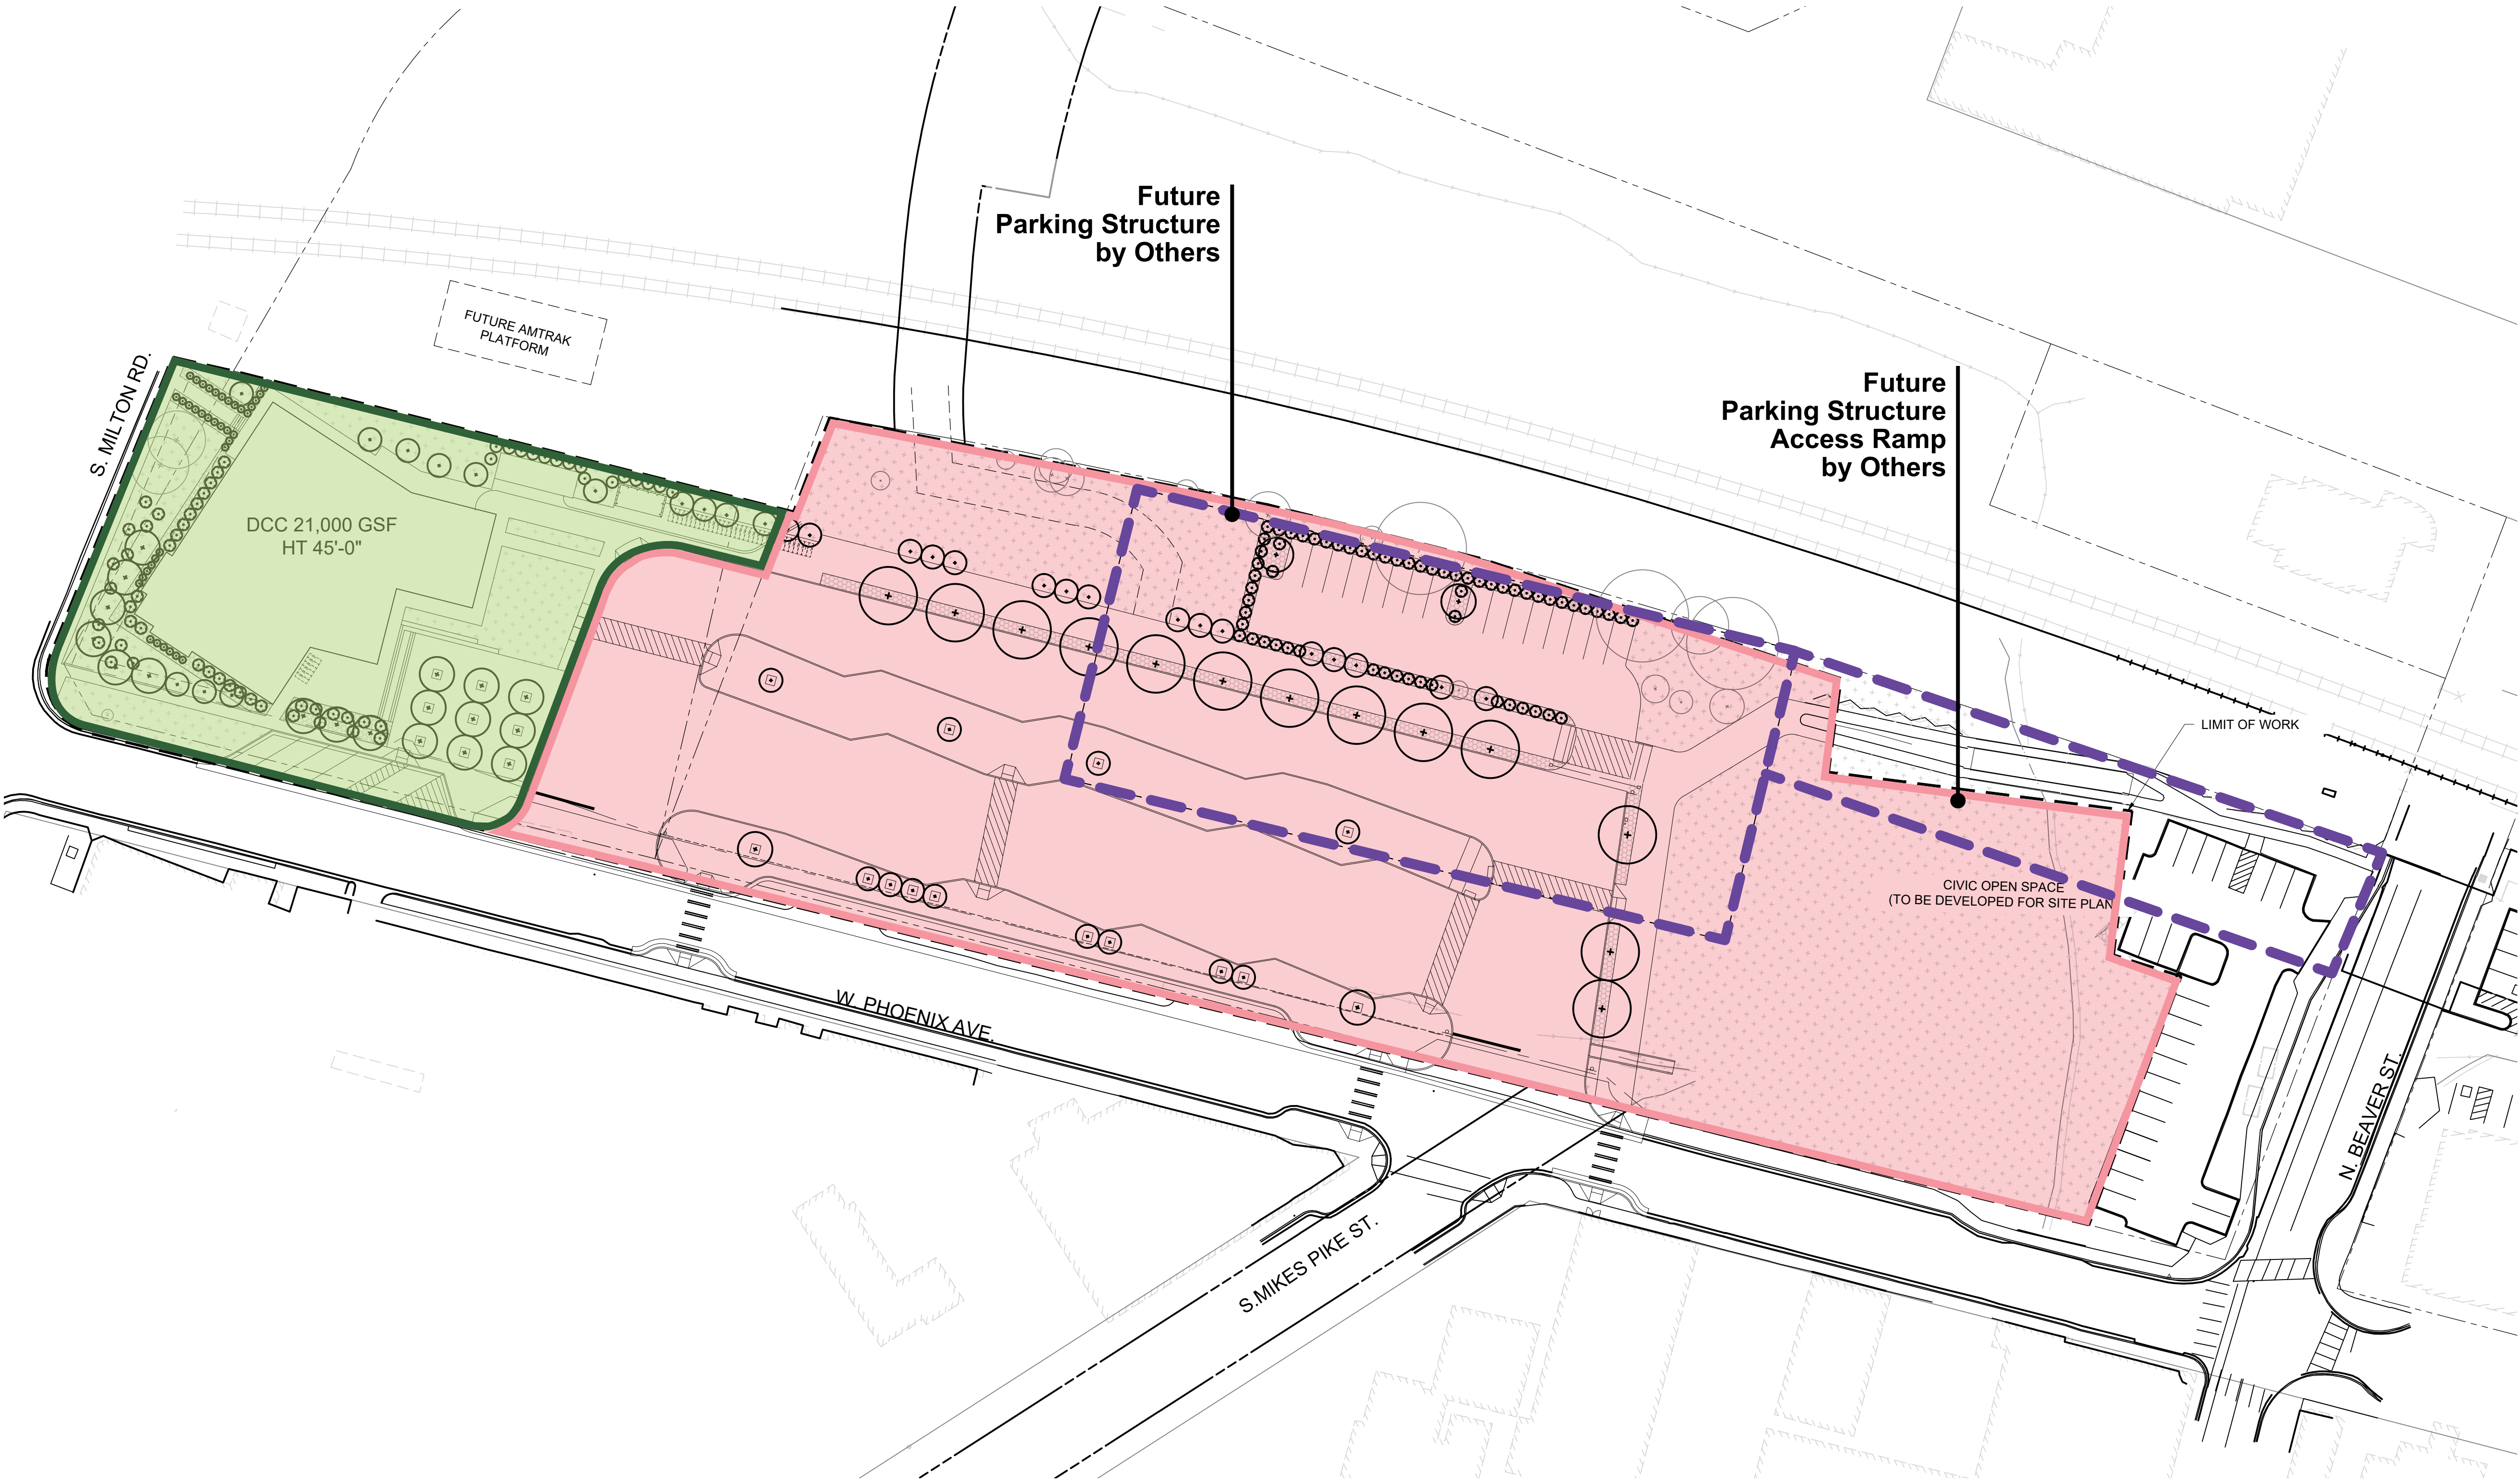 Future
Parking Structure
by Others
FUTURE AMTRAK
PLATFORM
S. MILTON RD.
Future
Parking Structure
Access Ramp
by Others
DCC 21,000 GSF
HT 45'-0"
LIMIT OF WORK
CIVIC OPEN SPACE
(TO BE DEVELOPED FOR SITE PLAN
W. PHOENIX AVE.
N. BEAVER ST.
S.MIKES PIKE ST.